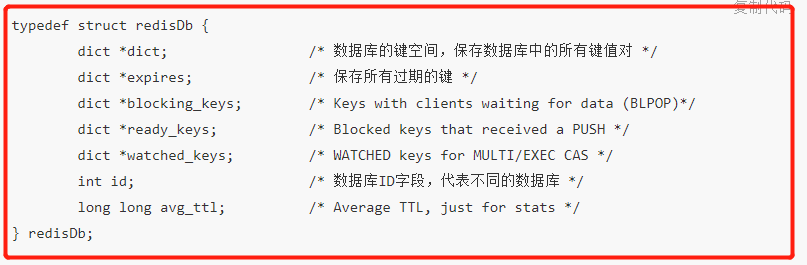 复制代码
typedef struct redisDb {
        dict *dict;              /* 数据库的键空间，保存数据库中的所有键值对 */
        dict *expires;           /* 保存所有过期的键 */
        dict *blocking_keys;     /* Keys with clients waiting for data (BLPOP)*/
        dict *ready_keys;        /* Blocked keys that received a PUSH */
        dict *watched_keys;      /* WATCHED keys for MULTI/EXEC CAS */
        int id;                  /* 数据库ID字段，代表不同的数据库 */
        long long avg_ttl;       /* Average TTL, just for stats */
} redisDb;